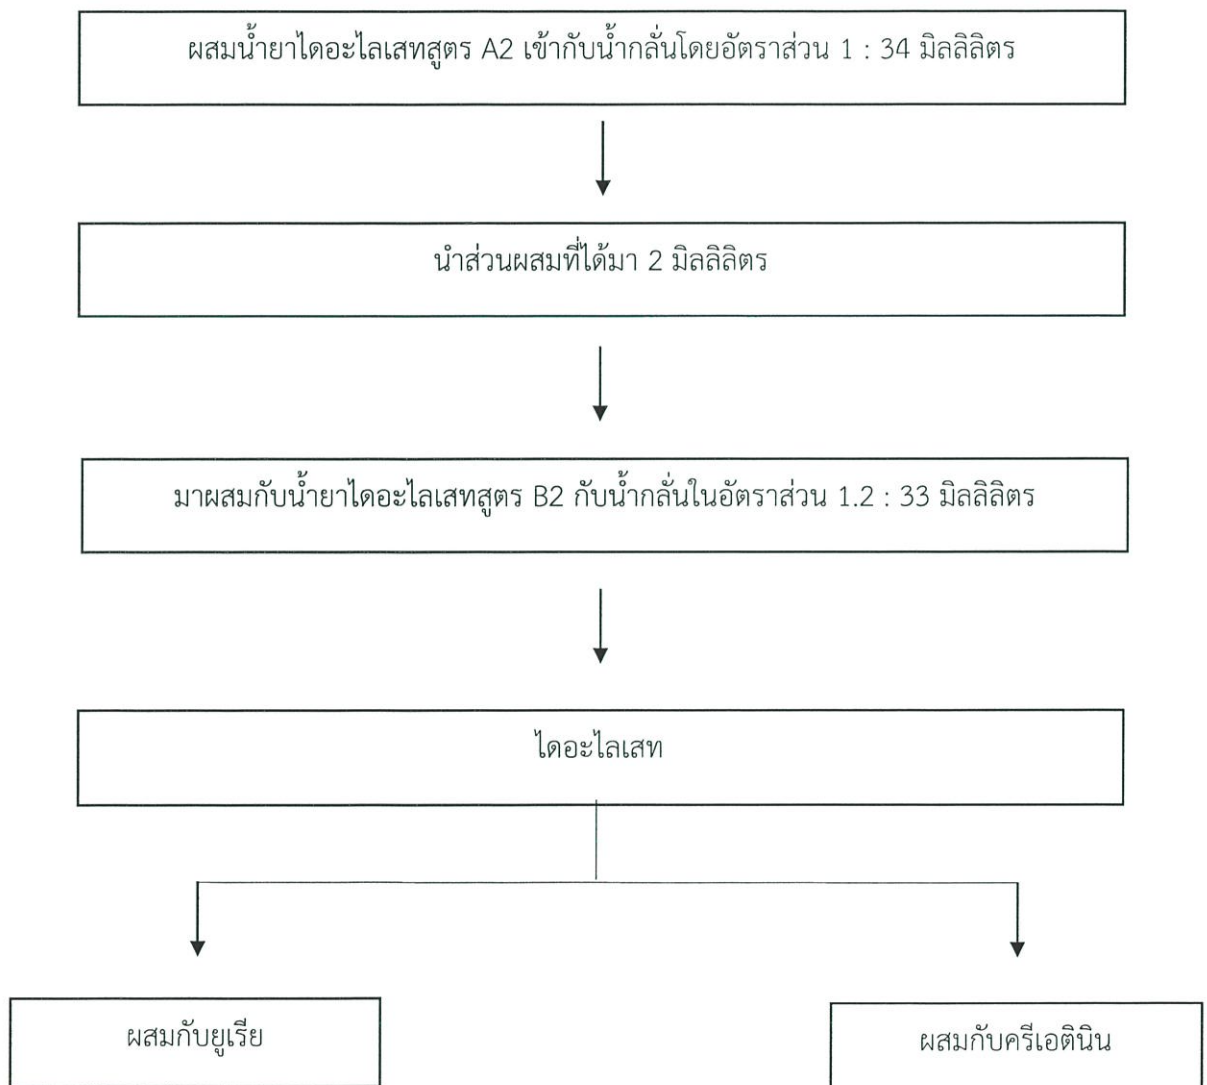 ผสมน้ำยาไดอะไลเสทสูตร A2 เข้ากับน้ำกลั่นโดยอัตราส่วน 1 : 34 มิลลิลิตร
นำส่วนผสมที่ได้มา 2 มิลลิลิตร
มาผสมกับน้ำยาไดอะไลเสทสูตร B2 กับน้ำกลั่นในอัตราส่วน 1.2 : 33 มิลลิลิตร
ไดอะไลเสท
ผสมกับยูเรีย
ผสมกับครีเอตินิน